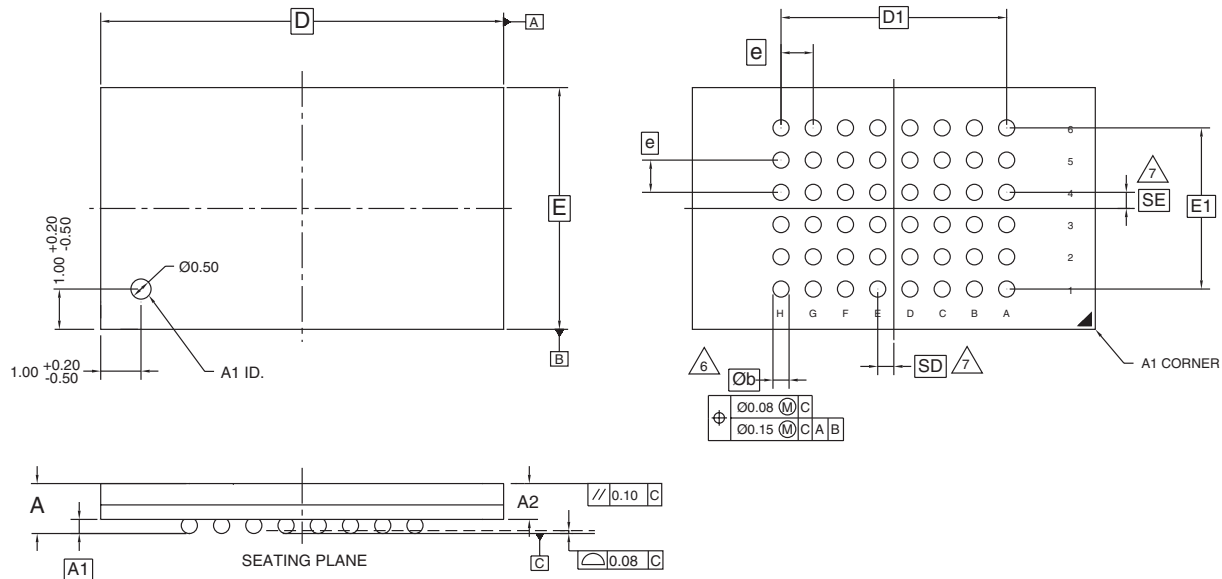 D
A
D1
e
6
e
5
7
4
SE
E
E1
3
1.00 +0.20 -0.50
Ø0.50
2
1
H G F E D C B A
B
1.00 +0.20 -0.50
A1 ID.
6
Øb
SD
7
A1 CORNER
Ø0.08 M C
Ø0.15 M C A B
A
A2
// 0.10 C
A1
SEATING PLANE
C
0.08 C